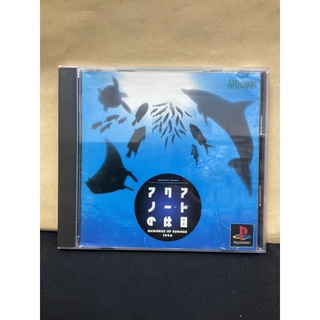 ARTDINK
アクア
ノート
の休日
MEMORIES OF SUMMER
1996
PlayStation